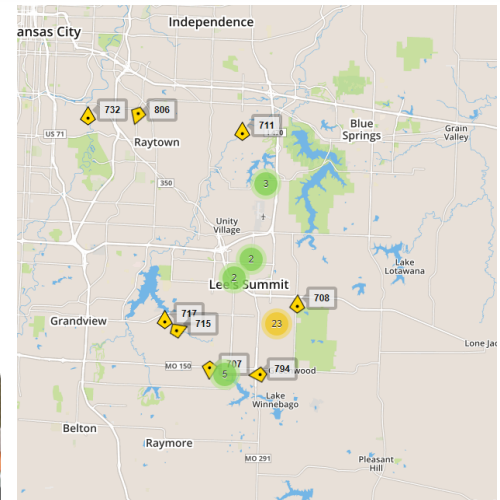 Independence
ansas City
732
806
711
US 71
Raytown
Blue
Springs
Grain
Valley
350
3
Unity
Village
2
2
Lee's Summit
Lake
Lotawana
708
717
715
23
Grandview
Lone Jac
MO 150
707
5
794
wood
Lake
Winnebago
Belton
Raymore
MO 291
Pleasant
Hill